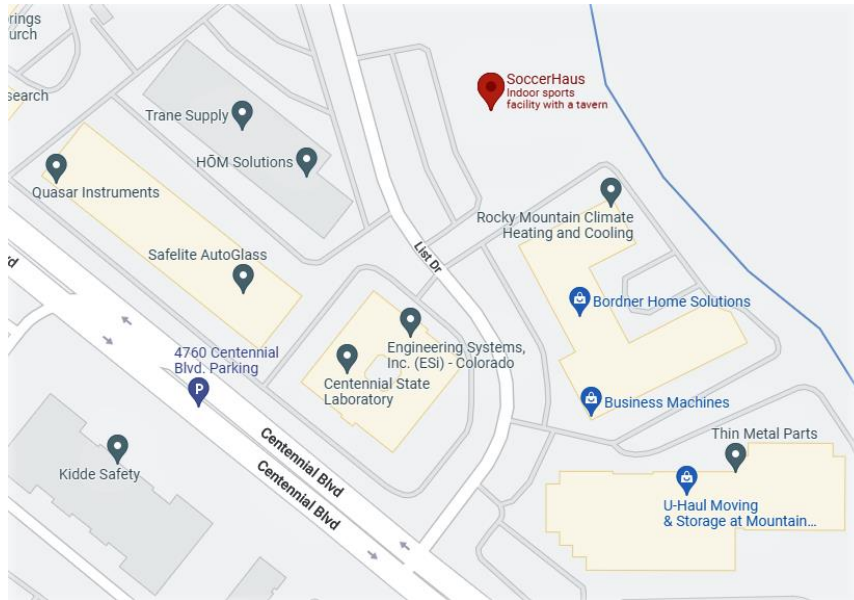 rings
urch
search
SoccerHaus
Indoor sports
facility with a tavern
Trane Supply
HŌM Solutions
Quasar Instruments
Rocky Mountain Climate
Heating and Cooling
List Dr
Safelite AutoGlass
vd
Bordner Home Solutions
Engineering Systems,
Inc. (ESi) - Colorado
4760 Centennial
Blvd. Parking
P
Centennial State
Laboratory
Business Machines
Thin Metal Parts
Centennial Blvd
Centennial Blvd
Kidde Safety
U-Haul Moving
& Storage at Mountain...